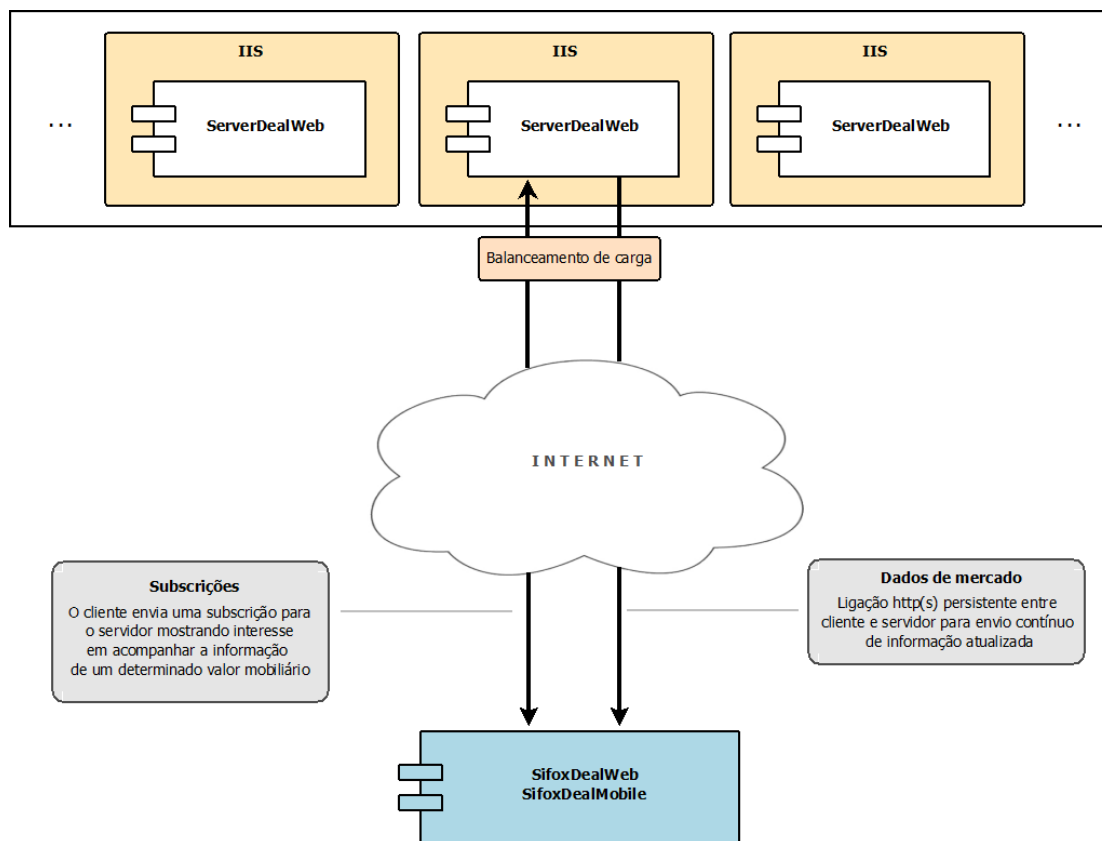 IIS
IIS
IIS
...
ServerDealWeb
ServerDealWeb
ServerDealWeb
...
Balanceamento de carga
INTERNET
Subscrições
O cliente envia uma subscrição para
o servidor mostrando interesse
em acompanhar a informação
de um determinado valor mobiliário
Dados de mercado
Ligação http(s) persistente entre
cliente e servidor para envio contínuo
de informação atualizada
SifoxDealWeb
SifoxDealMobile